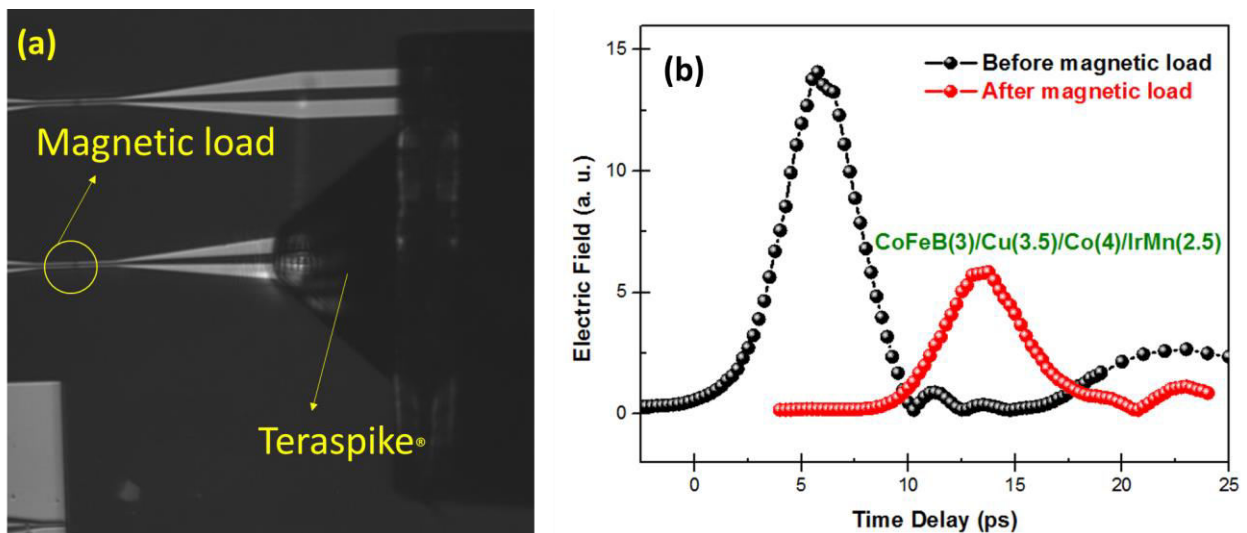 (a)
Magnetic load
Teraspike®
(b)
Before magnetic load
After magnetic load
CoFeB(3)/Cu(3.5)/Co(4)/IrMn(2.5)
Electric Field (a. u.)
15
10
5
0
0 5 10 15 20 25
Time Delay (ps)